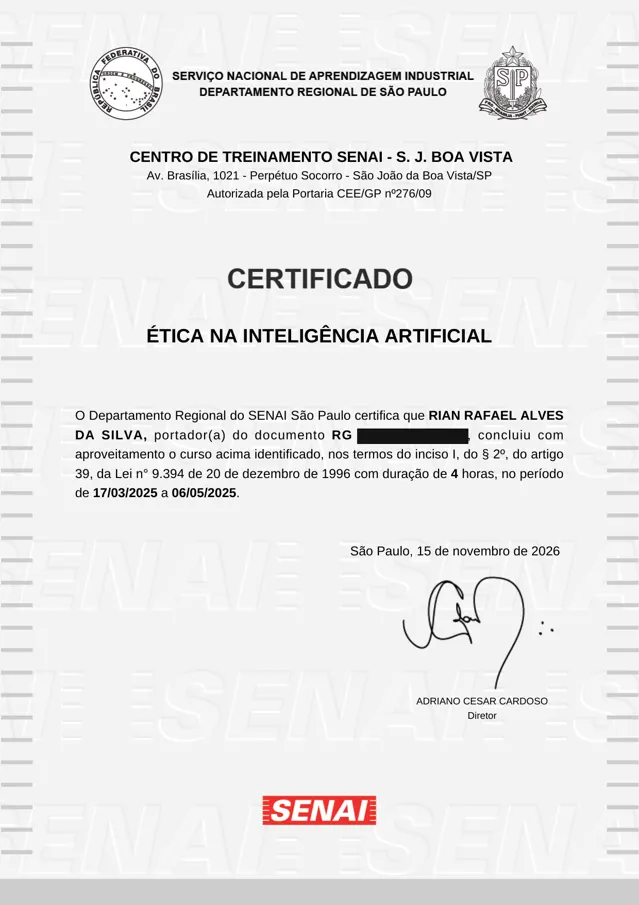 REPÚBLICA FEDERATIVA DO BRASIL
SERVIÇO NACIONAL DE APRENDIZAGEM INDUSTRIAL
DEPARTAMENTO REGIONAL DE SÃO PAULO
SP
CENTRO DE TREINAMENTO SENAI - S. J. BOA VISTA
Av. Brasília, 1021 - Perpétuo Socorro - São João da Boa Vista/SP
Autorizada pela Portaria CEE/GP nº276/09
CERTIFICADO
ÉTICA NA INTELIGÊNCIA ARTIFICIAL
O Departamento Regional do SENAI São Paulo certifica que RIAN RAFAEL ALVES
DA SILVA, portador(a) do documento RG , concluiu com
aproveitamento o curso acima identificado, nos termos do inciso I, do § 2º, do artigo
39, da Lei n° 9.394 de 20 de dezembro de 1996 com duração de 4 horas, no período
de 17/03/2025 a 06/05/2025.
São Paulo, 15 de novembro de 2026
ADRIANO CESAR CARDOSO
Diretor
SENAI